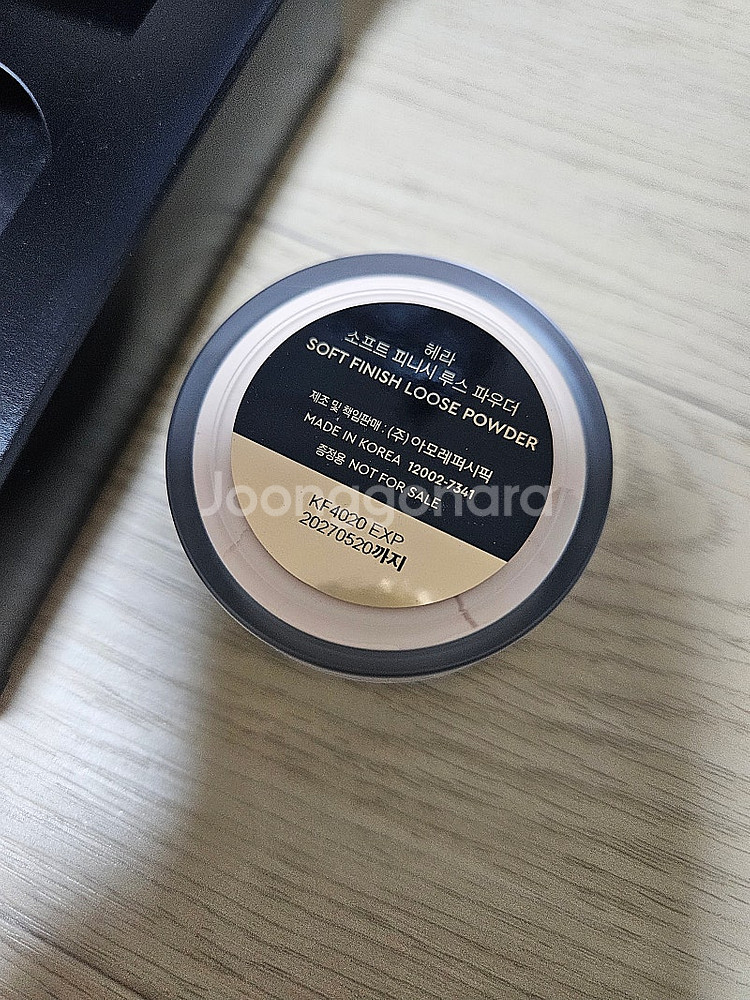 헤라
소프트 피니시 루스 파우더
SOFT FINISH LOOSE POWDER
제조 및 책임판매 : (주)아모레퍼시픽
MADE IN KOREA 12002-7341
증정용 NOT FOR SALE
Joonggonara
KF4020 EXP
20270520까지